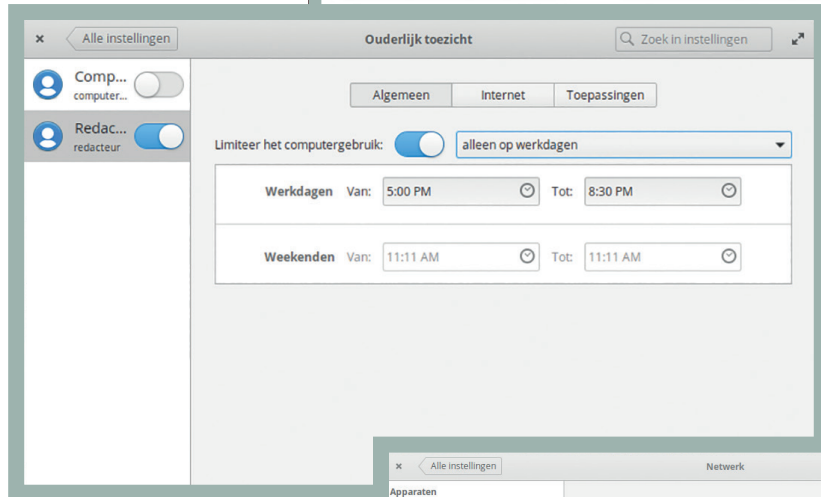 × Alle instellingen Ouderlijk toezicht Zoek in instellingen
Comp...
computer...
Redac...
redacteur
Algemeen Internet Toepassingen
Limiteer het computergebruik: alleen op werkdagen
Werkdagen Van: 5:00 PM Tot: 8:30 PM
Weekenden Van: 11:11 AM Tot: 11:11 AM
× Alle instellingen Netwerk
Apparaten